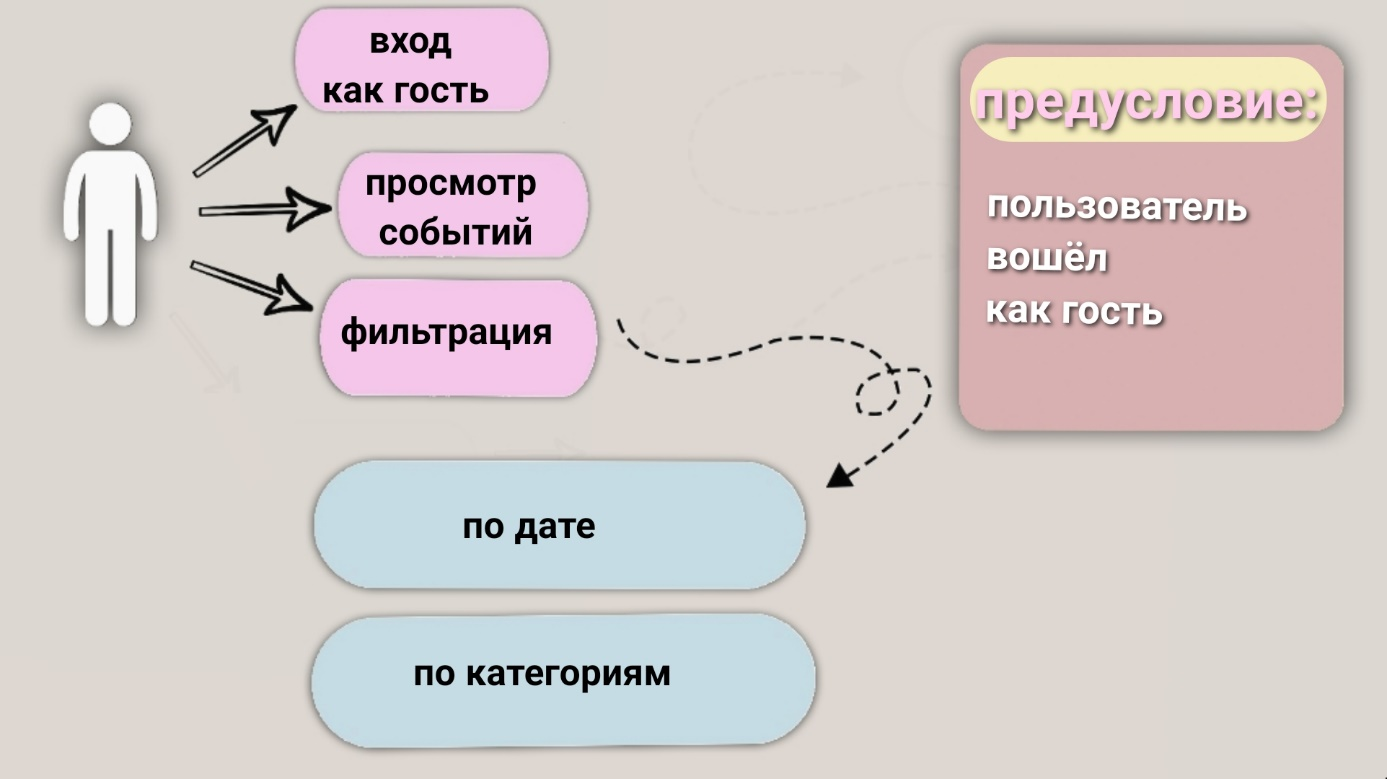 вход
как гость
просмотр
событий
фильтрация
по дате
по категориям
предусловие:
пользователь
вошёл
как гость